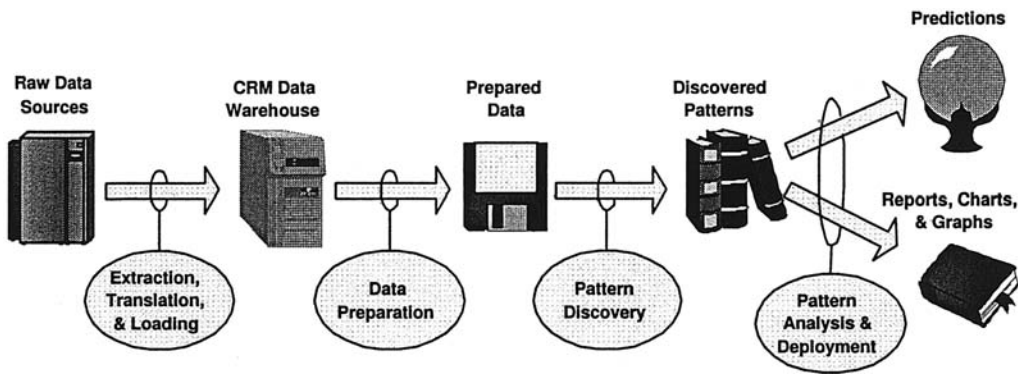 Raw Data
Sources
CRM Data
Warehouse
Prepared
Data
Discovered
Patterns
Predictions
Reports, Charts,
& Graphs
Extraction,
Translation,
& Loading
Data
Preparation
Pattern
Discovery
Pattern
Analysis &
Deployment